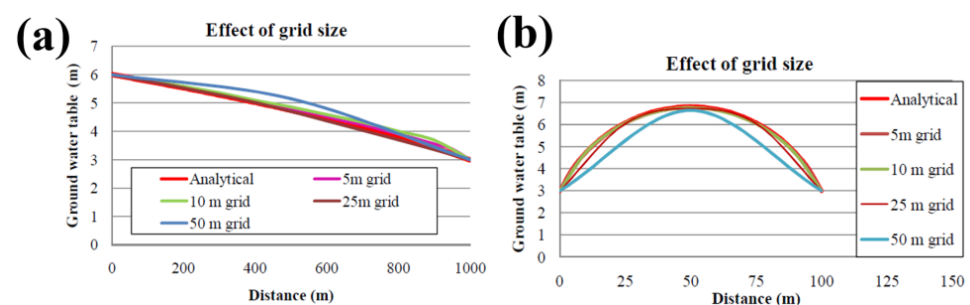 (a)
Effect of grid size
Ground water table (m)
7
6
5
4
3
2
1
0
Analytical 5m grid
10 m grid 25m grid
50 m grid
0 200 400 600 800 1000
Distance (m)
(b)
Effect of grid size
Ground water table (m)
8
7
6
5
4
3
2
1
0
Analytical
5m grid
10 m grid
25 m grid
50 m grid
0 25 50 75 100 125 150
Distance (m)